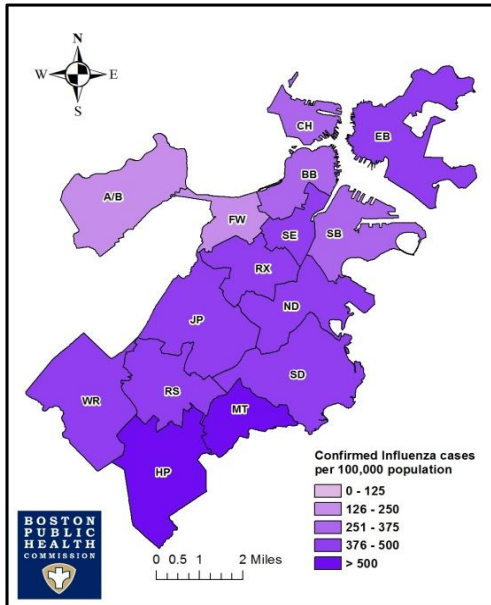 N
W E
S
CH
EB
BB
A/B
FW
SE
SB
RX
ND
JP
SD
WR
RS
MT
HP
Confirmed Influenza cases
per 100,000 population
0 - 125
126 - 250
251 - 375
376 - 500
> 500
BOSTON
PUBLIC
HEALTH
COMMISSION
0 0.5 1 2 Miles